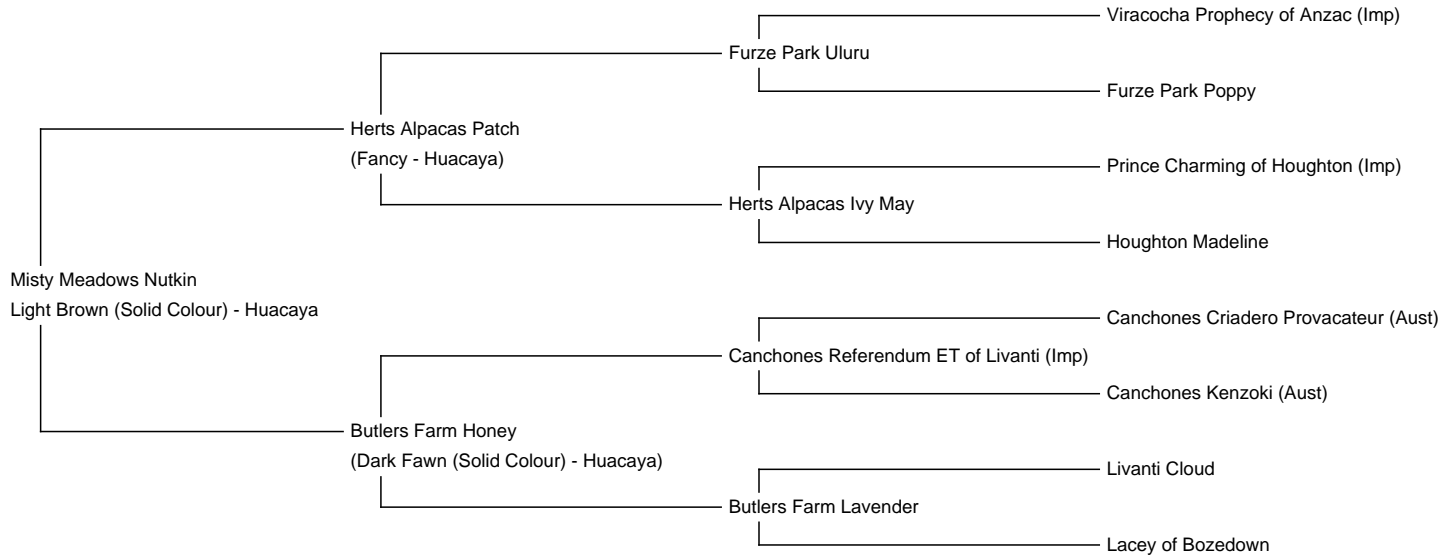 Viracocha Prophecy of Anzac (Imp)
Furze Park Uluru
Furze Park Poppy
Herts Alpacas Patch
(Fancy - Huacaya)
Prince Charming of Houghton (Imp)
Herts Alpacas Ivy May
Houghton Madeline
Misty Meadows Nutkin
Light Brown (Solid Colour) - Huacaya
Canchones Criadero Provacateur (Aust)
Canchones Referendum ET of Livanti (Imp)
Canchones Kenzoki (Aust)
Butlers Farm Honey
(Dark Fawn (Solid Colour) - Huacaya)
Livanti Cloud
Butlers Farm Lavender
Lacey of Bozedown